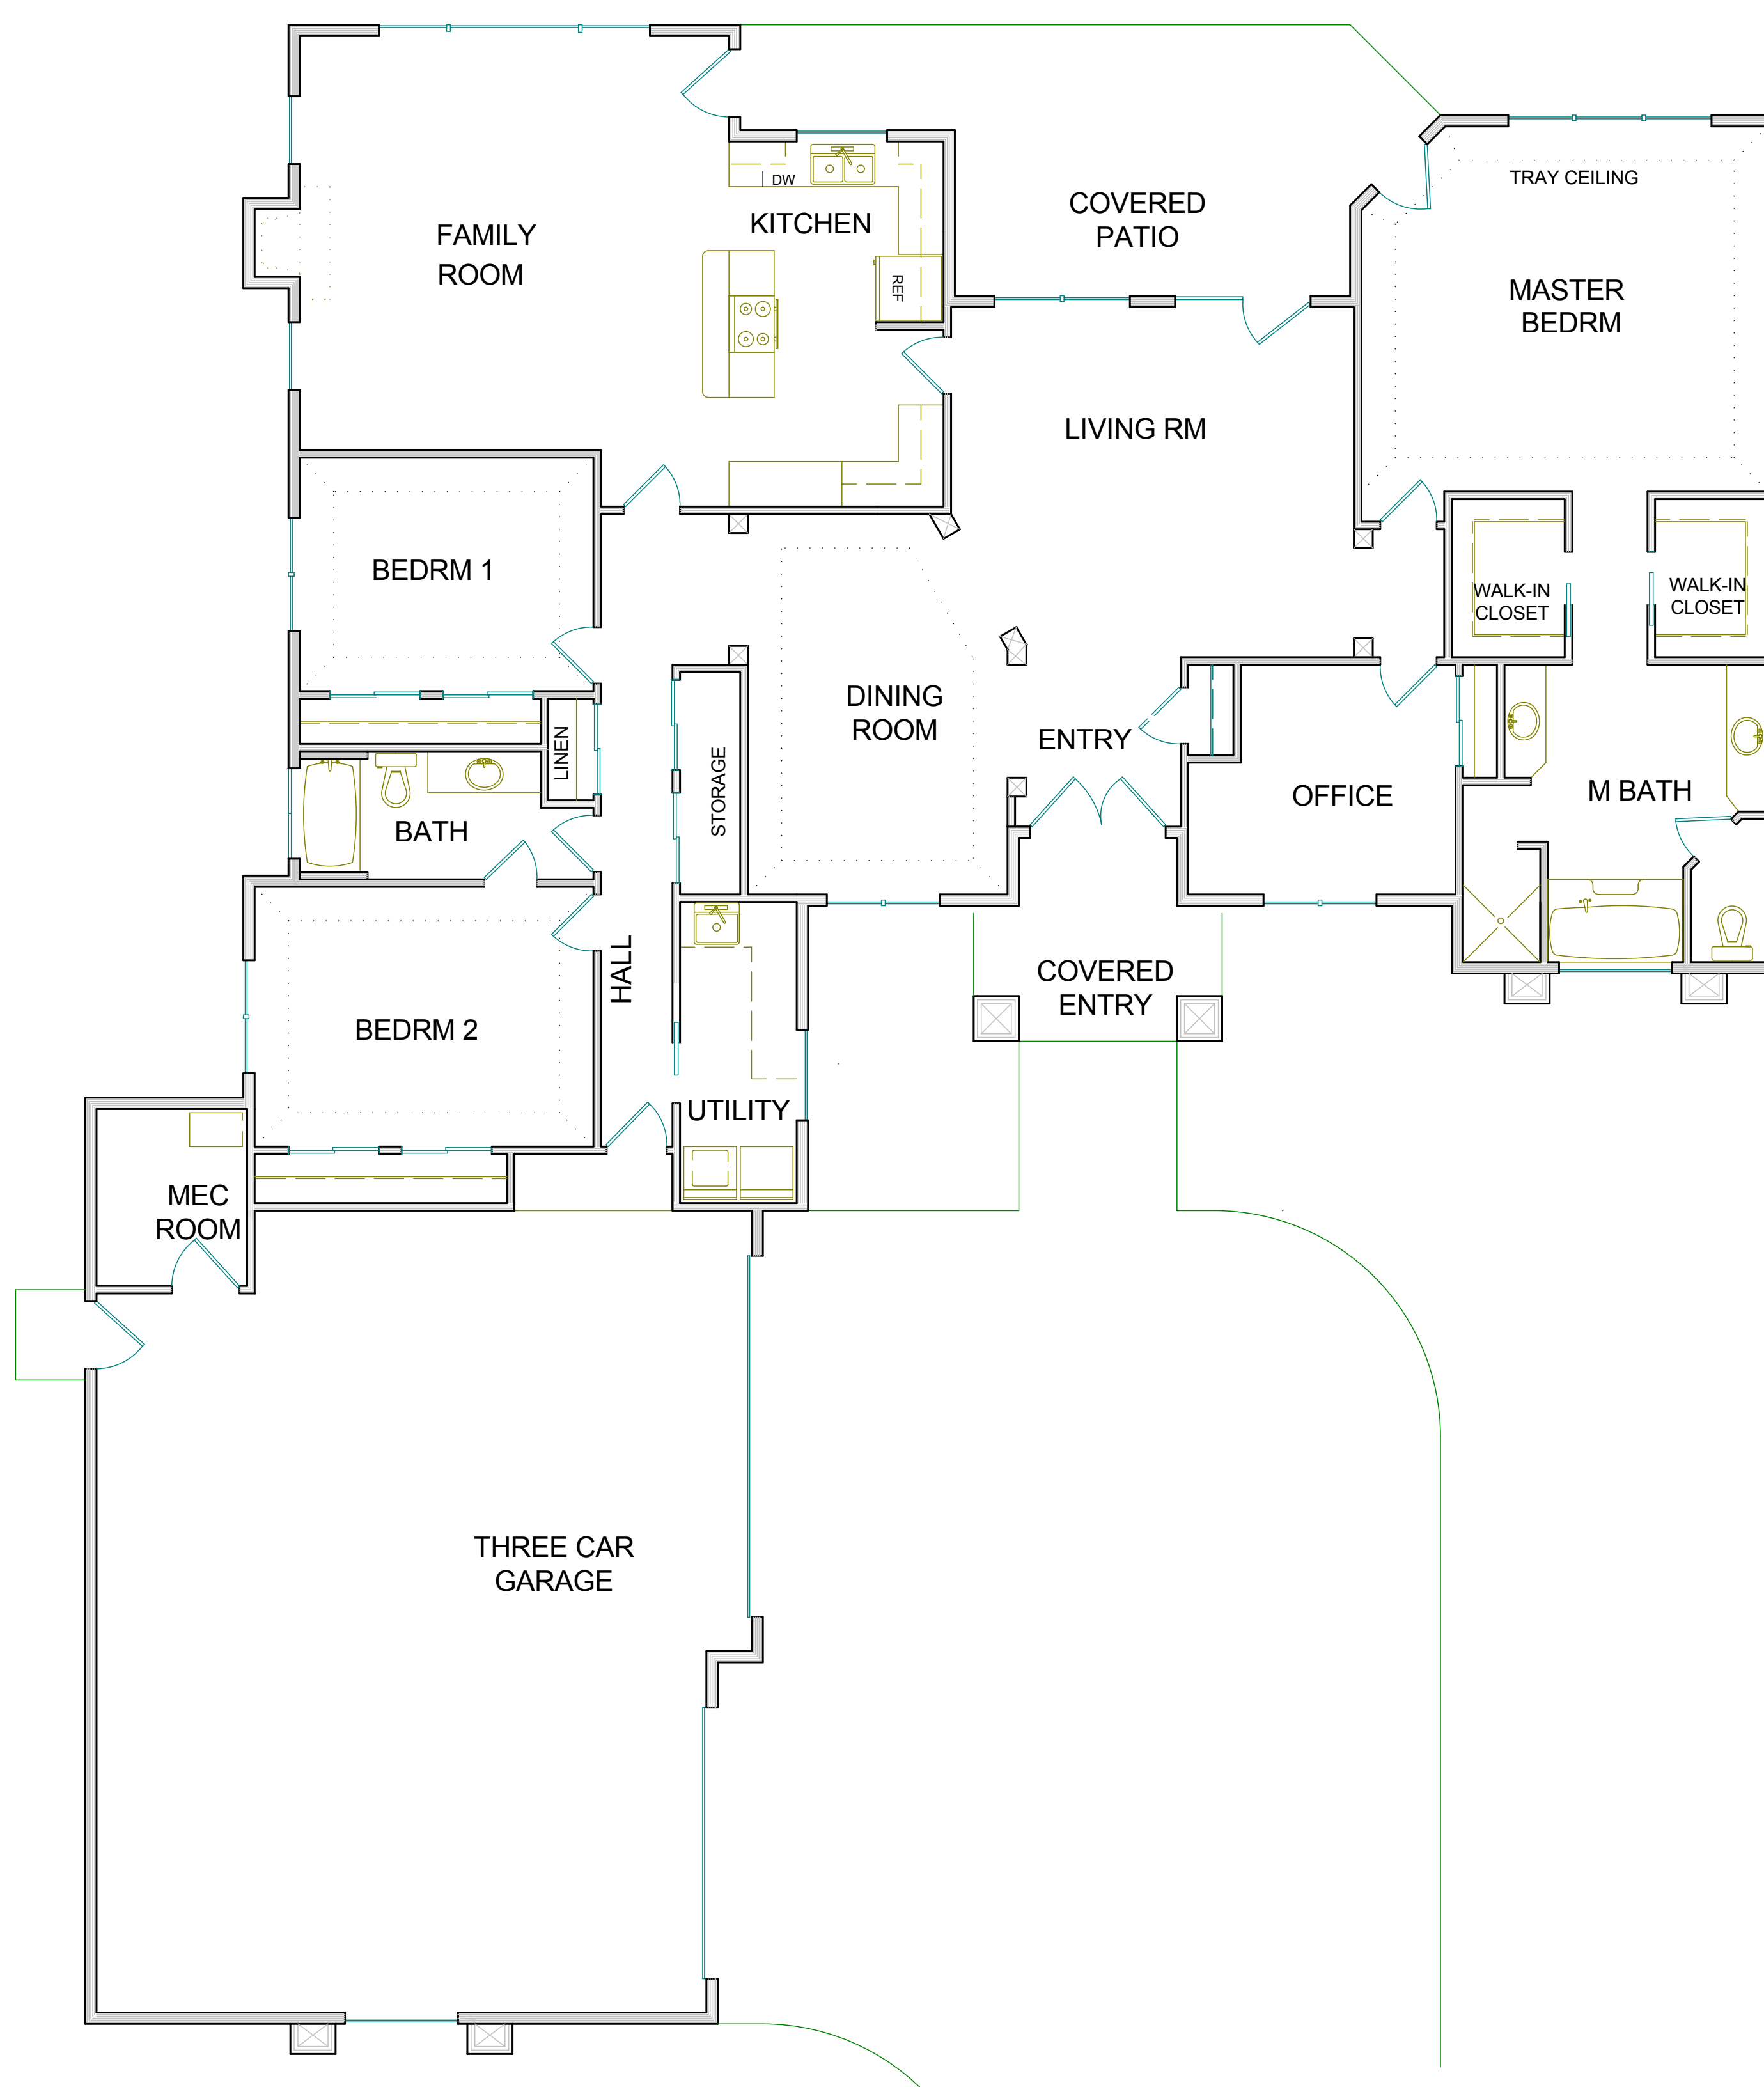 TRAY CEILING
DW
KITCHEN
COVERED
PATIO
FAMILY
ROOM
REF
MASTER
BEDRM
LIVING RM
BEDRM 1
WALK-IN
CLOSET
WALK-IN
CLOSET
DINING
ROOM
ENTRY
LINEN
STORAGE
OFFICE
M BATH
BATH
HALL
COVERED
ENTRY
BEDRM 2
UTILITY
MEC
ROOM
THREE CAR
GARAGE